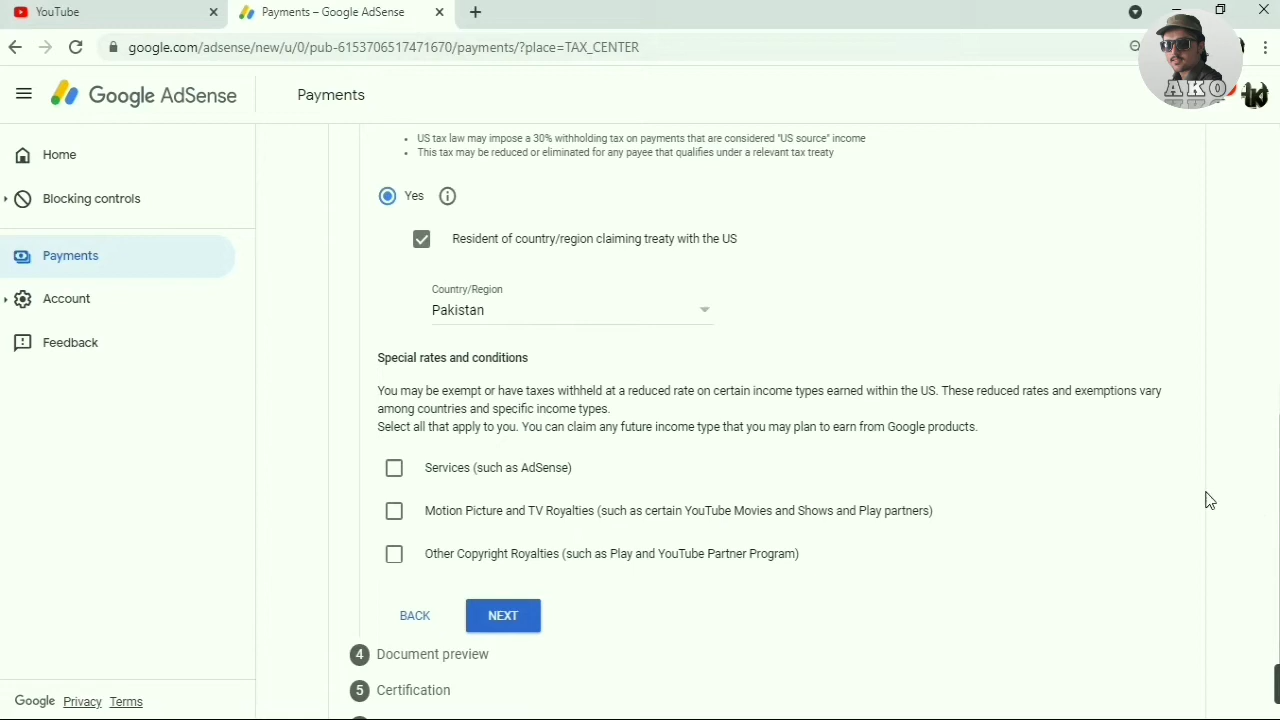 YouTube
Payments – Google AdSense
google.com/adsense/new/u/0/pub-6153706517471670/payments/?place=TAX_CENTER
Google AdSense
Payments
AKO
Home
Blocking controls
Payments
Account
Feedback
US tax law may impose a 30% withholding tax on payments that are considered "US source" income
This tax may be reduced or eliminated for any payee that qualifies under a relevant tax treaty
Yes
Resident of country/region claiming treaty with the US
Country/Region
Pakistan
Special rates and conditions
You may be exempt or have taxes withheld at a reduced rate on certain income types earned within the US. These reduced rates and exemptions vary
among countries and specific income types.
Select all that apply to you. You can claim any future income type that you may plan to earn from Google products.
Services (such as AdSense)
Motion Picture and TV Royalties (such as certain YouTube Movies and Shows and Play partners)
Other Copyright Royalties (such as Play and YouTube Partner Program)
BACK NEXT
4 Document preview
5 Certification
Google Privacy Terms